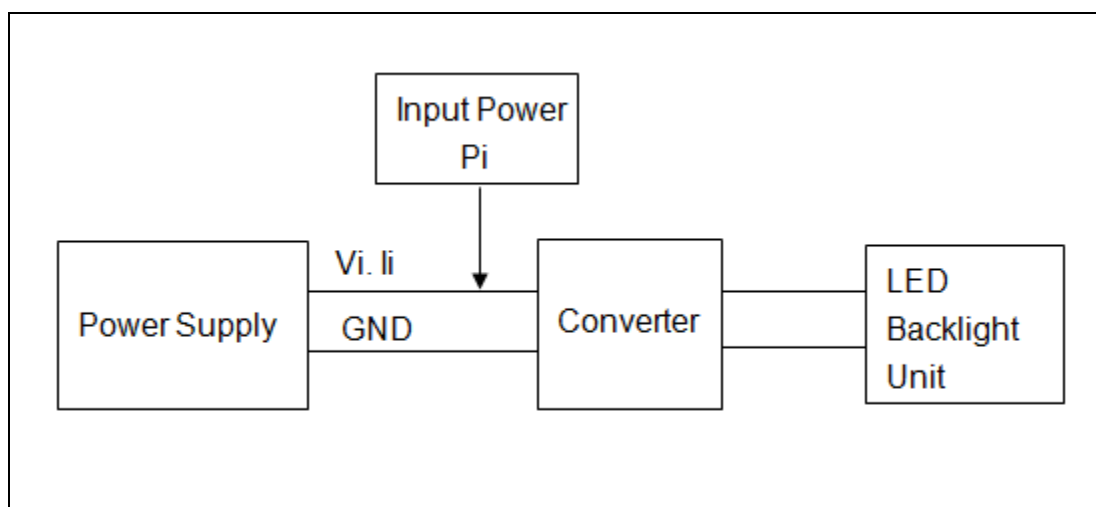 Input Power
Pi
Vi. Ii
Power Supply
GND
Converter
LED
Backlight
Unit